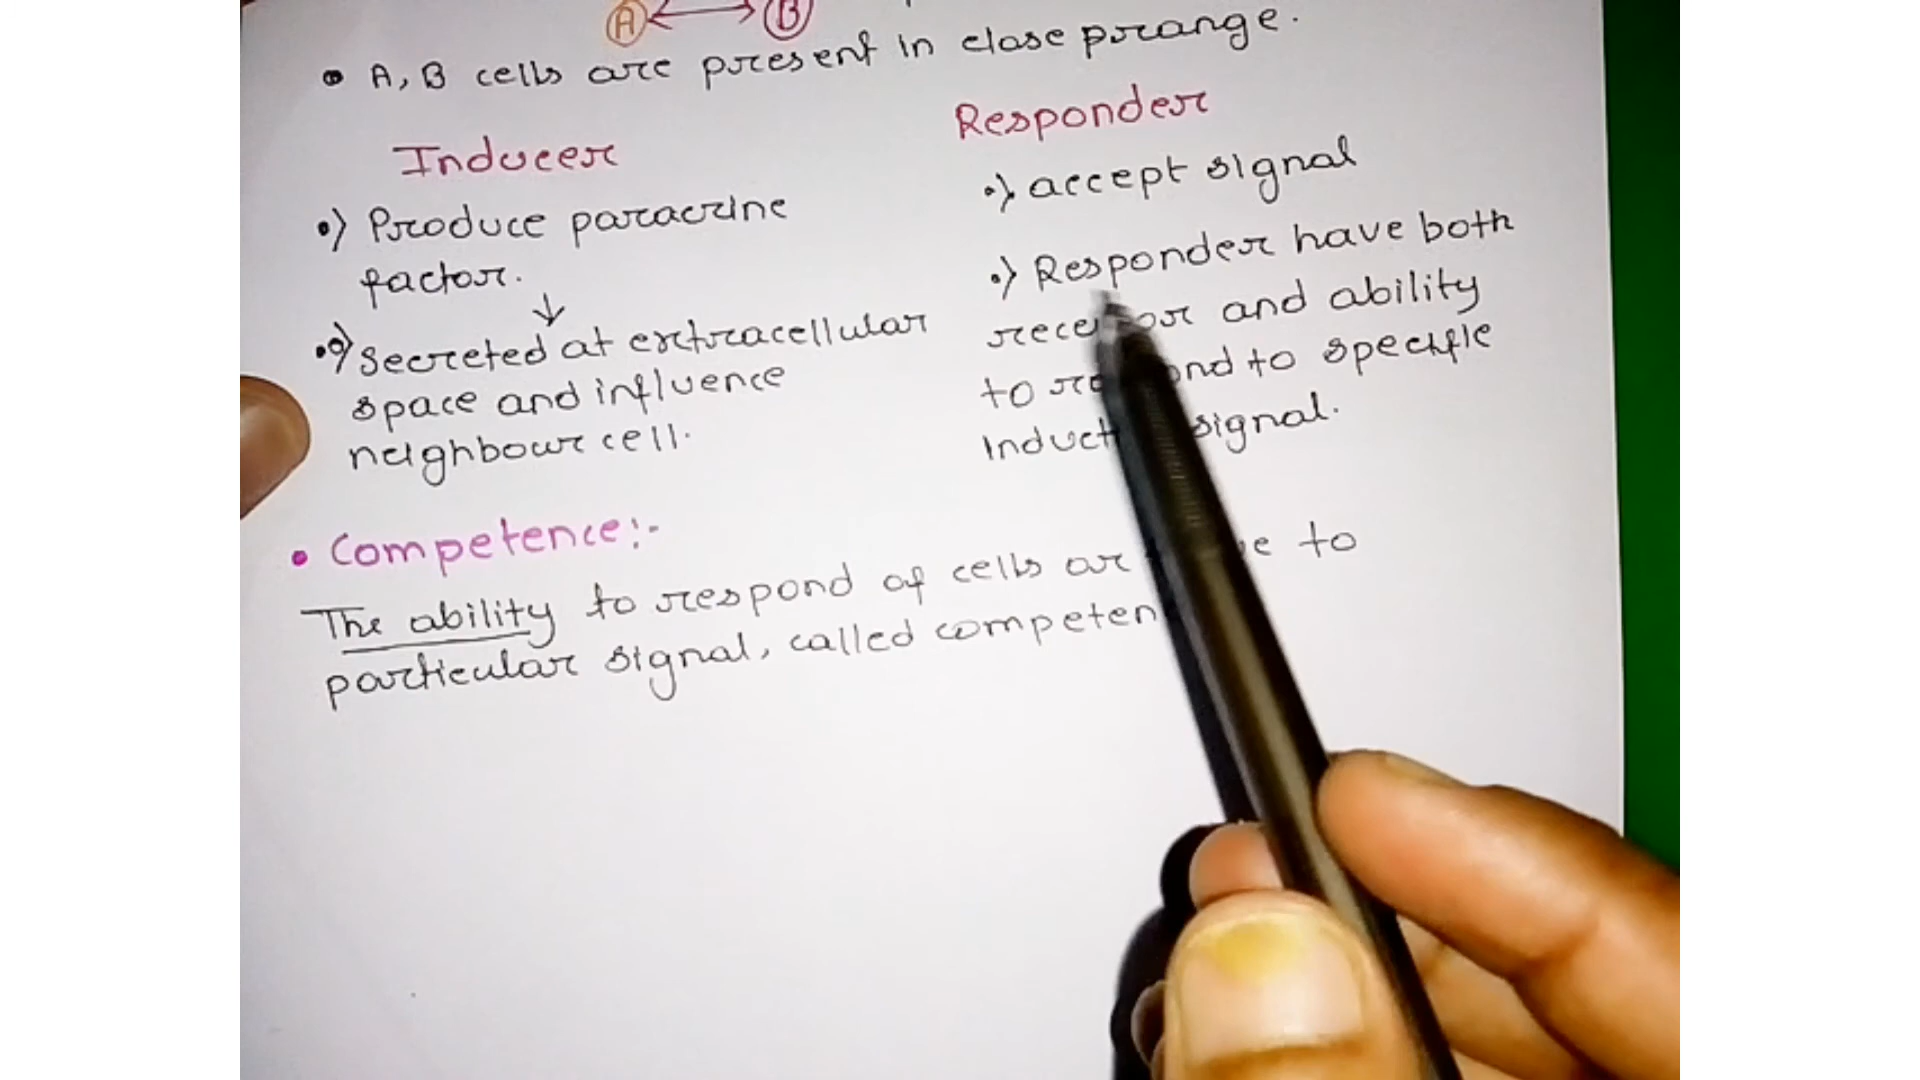 A B
• A, B cells are present in close prange.
Inducer
Responder
•) Produce paracrine
factor.
•) Secreted at extracellular
space and influence
neighbour cell.
•) accept signal
•) Responder have both
and ability
to to specific
signal.
• Competence:-
The ability to respond of cells to
particular signal, called